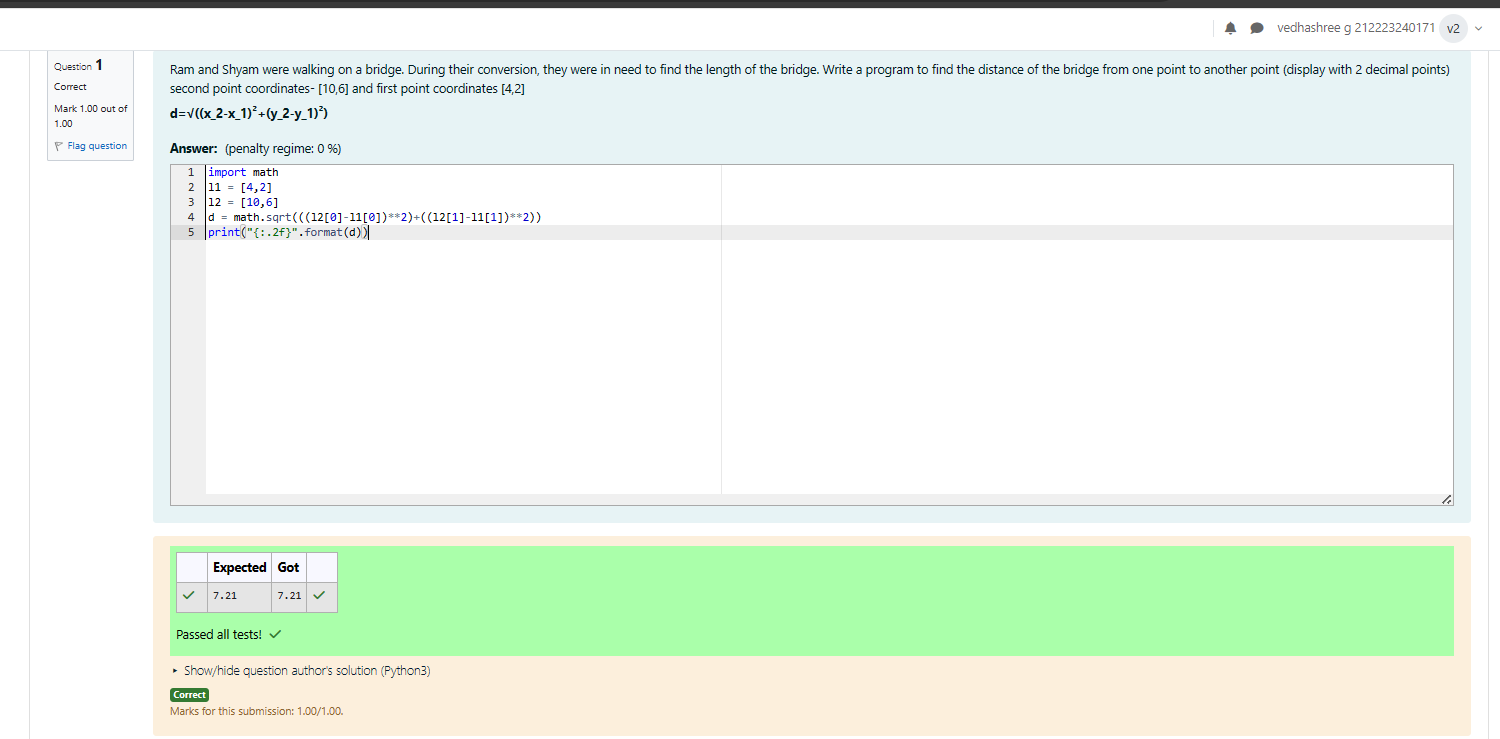 vedhashree g 212223240171 v2
Question 1
Correct
Mark 1.00 out of
1.00
Flag question
Ram and Shyam were walking on a bridge. During their conversion, they were in need to find the length of the bridge. Write a program to find the distance of the bridge from one point to another point (display with 2 decimal points)
second point coordinates- [10,6] and first point coordinates [4,2]
d=√((x_2-x_1)²+(y_2-y_1)²)
Answer: (penalty regime: 0 %)
1 import math
2 l1 = [4,2]
3 l2 = [10,6]
4 d = math.sqrt(((l2[0]-l1[0])**2)+((l2[1]-l1[1])**2))
5 print("{:.2f}".format(d))
Expected Got
7.21 7.21
Passed all tests!
Show/hide question author's solution (Python3)
Correct
Marks for this submission: 1.00/1.00.